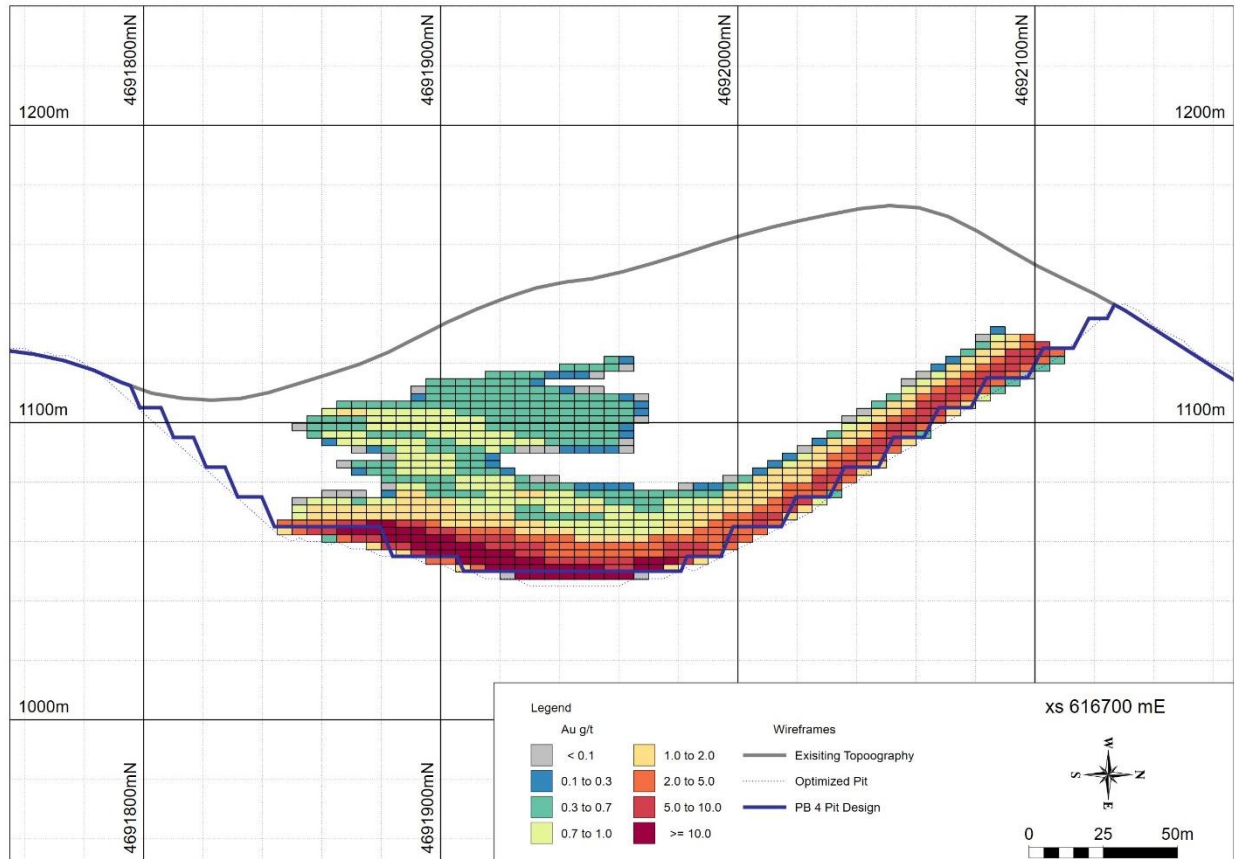 4691800mN
4691900mN
4692000mN
4692100mN
1200m
1200m
1100m
1100m
1000m
4691800mN
4691900mN
Legend
Au g/t
Wireframes
< 0.1
0.1 to 0.3
0.3 to 0.7
0.7 to 1.0
1.0 to 2.0
2.0 to 5.0
5.0 to 10.0
>= 10.0
Exisiting Topoography
Optimized Pit
PB 4 Pit Design
xs 616700 mE
W
S N
E
0 25 50m